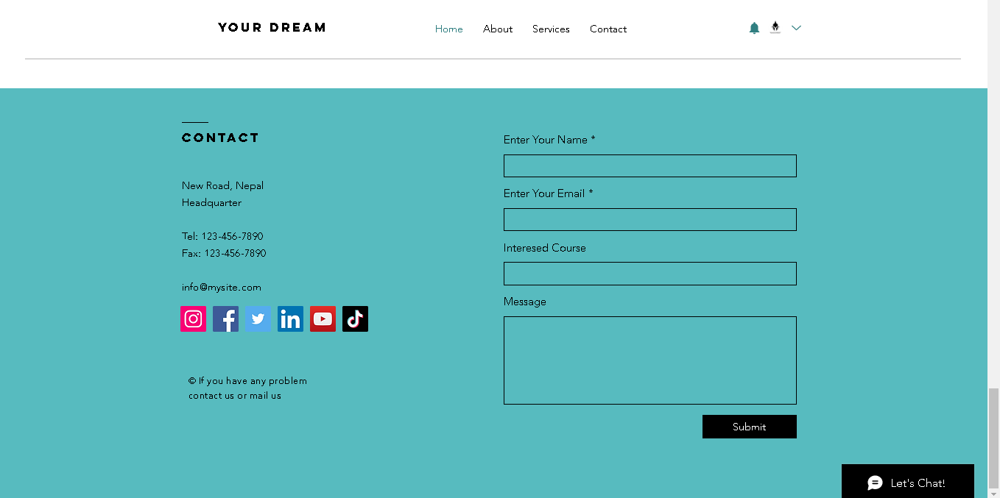 YOUR DREAM
Home About Services Contact
CONTACT
New Road, Nepal
Headquarter
Tel: 123-456-7890
Fax: 123-456-7890
info@mysite.com
© If you have any problem
contact us or mail us
Enter Your Name *
Enter Your Email *
Interesed Course
Message
Submit
Let's Chat!